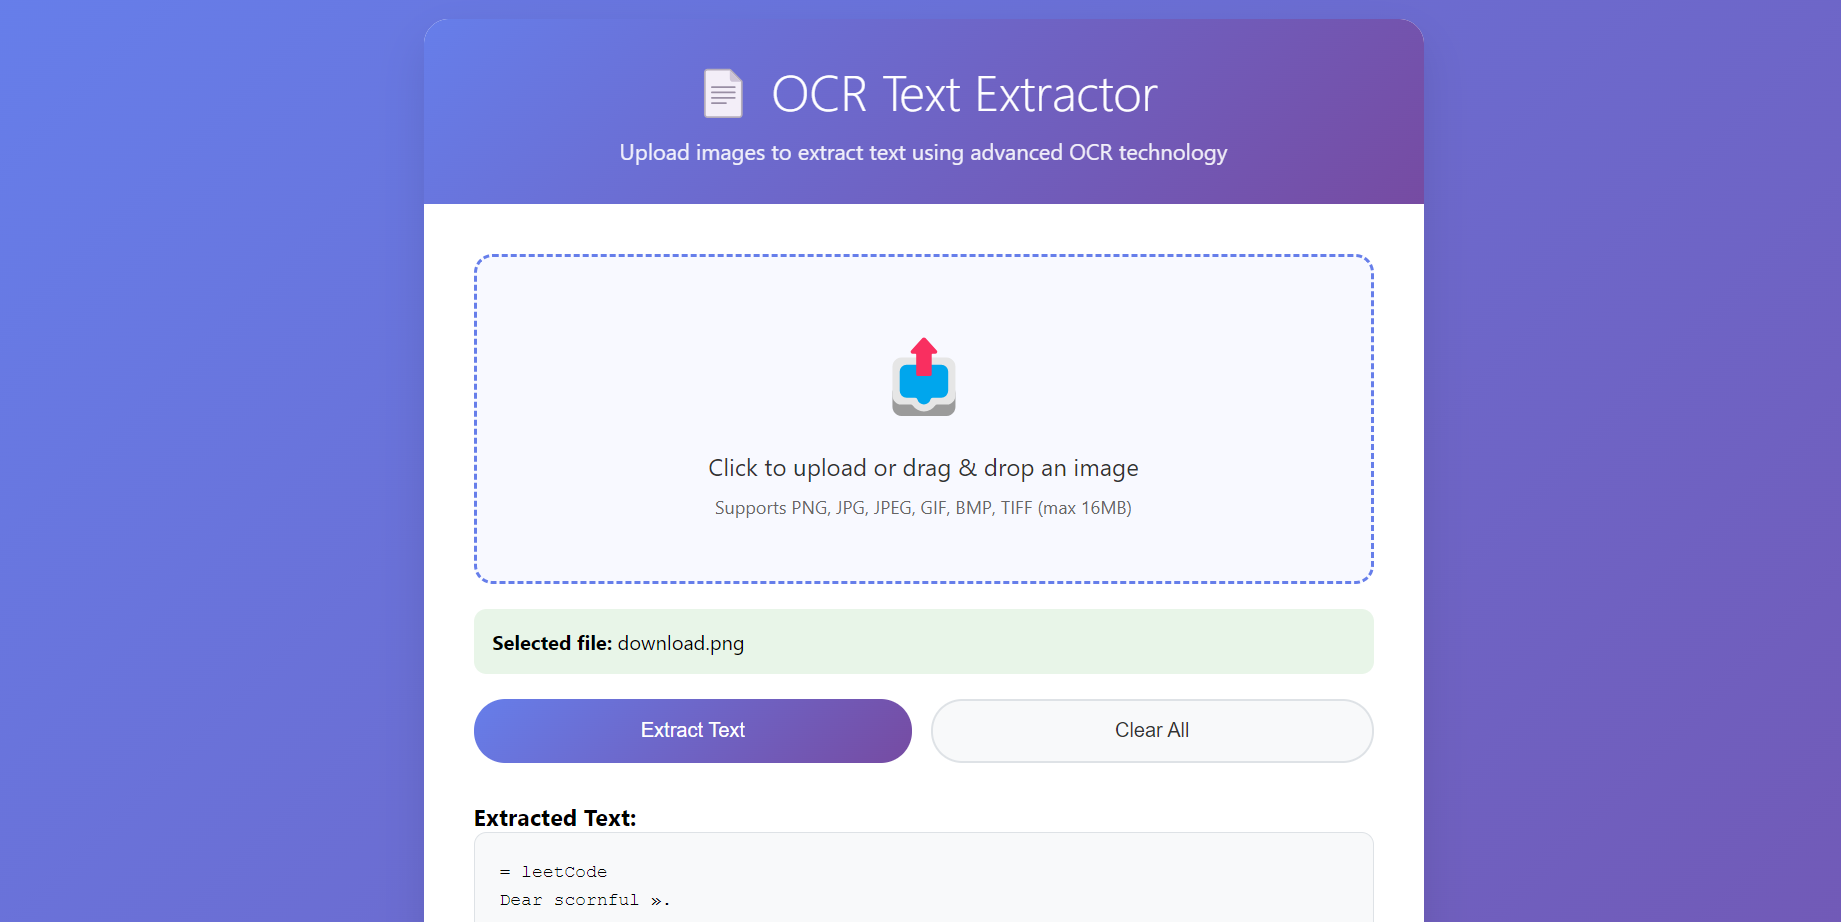 OCR Text Extractor
Upload images to extract text using advanced OCR technology
Click to upload or drag & drop an image
Supports PNG, JPG, JPEG, GIF, BMP, TIFF (max 16MB)
Selected file: download.png
Extract Text
Clear All
Extracted Text:
= leetCode
Dear scornful ».